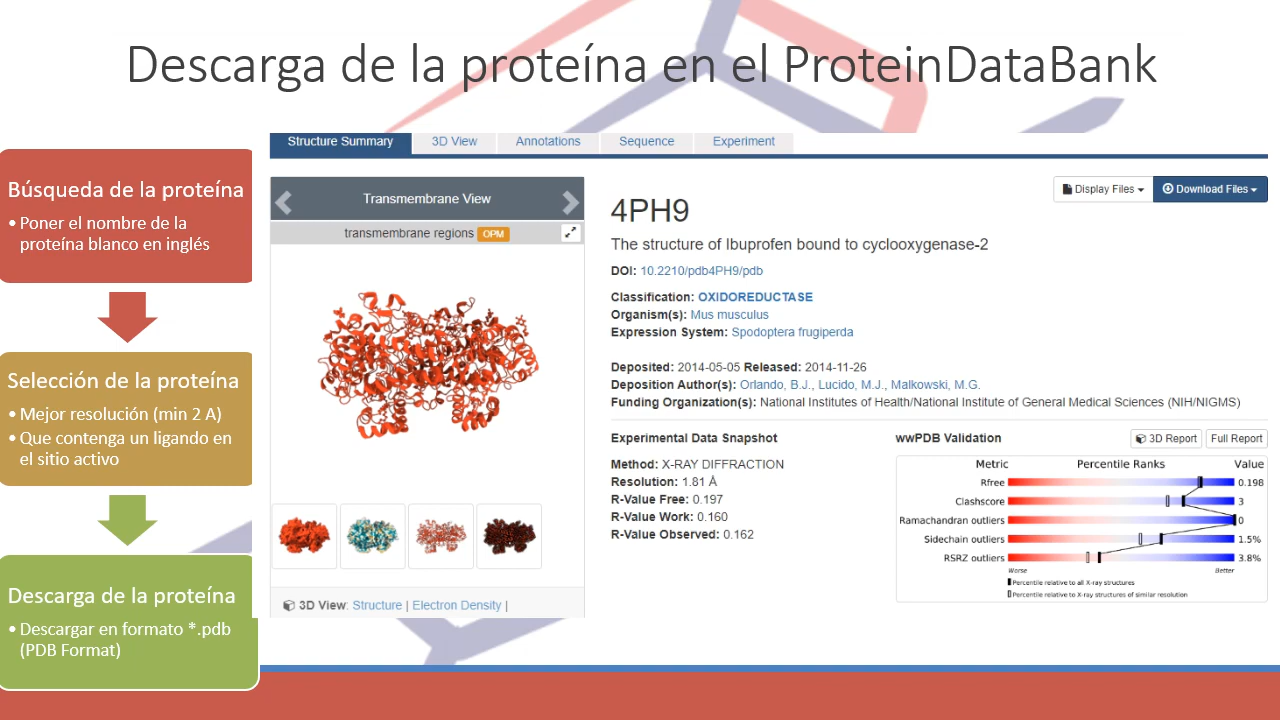 Descarga de la proteína en el ProteinDataBank
Búsqueda de la proteína
• Poner el nombre de la
proteína blanco en inglés
Selección de la proteína
• Mejor resolución (min 2 A)
• Que contenga un ligando en
el sitio activo
Descarga de la proteína
• Descargar en formato *.pdb
(PDB Format)
Structure Summary
3D View
Annotations
Sequence
Experiment
Transmembrane View
transmembrane regions OPM
3D View: Structure | Electron Density |
Display Files
Download Files
4PH9
The structure of Ibuprofen bound to cyclooxygenase-2
DOI: 10.2210/pdb4PH9/pdb
Classification: OXIDOREDUCTASE
Organism(s): Mus musculus
Expression System: Spodoptera frugiperda
Deposited: 2014-05-05 Released: 2014-11-26
Deposition Author(s): Orlando, B.J., Lucido, M.J., Malkowski, M.G.
Funding Organization(s): National Institutes of Health/National Institute of General Medical Sciences (NIH/NIGMS)
Experimental Data Snapshot
Method: X-RAY DIFFRACTION
Resolution: 1.81 Å
R-Value Free: 0.197
R-Value Work: 0.160
R-Value Observed: 0.162
wwPDB Validation
3D Report
Full Report
Metric Percentile Ranks Value
Rfree 0.198
Clashscore 3
Ramachandran outliers 0
Sidechain outliers 1.5%
RSRZ outliers 3.8%
Worse Better
Percentile relative to all X-ray structures
Percentile relative to X-ray structures of similar resolution